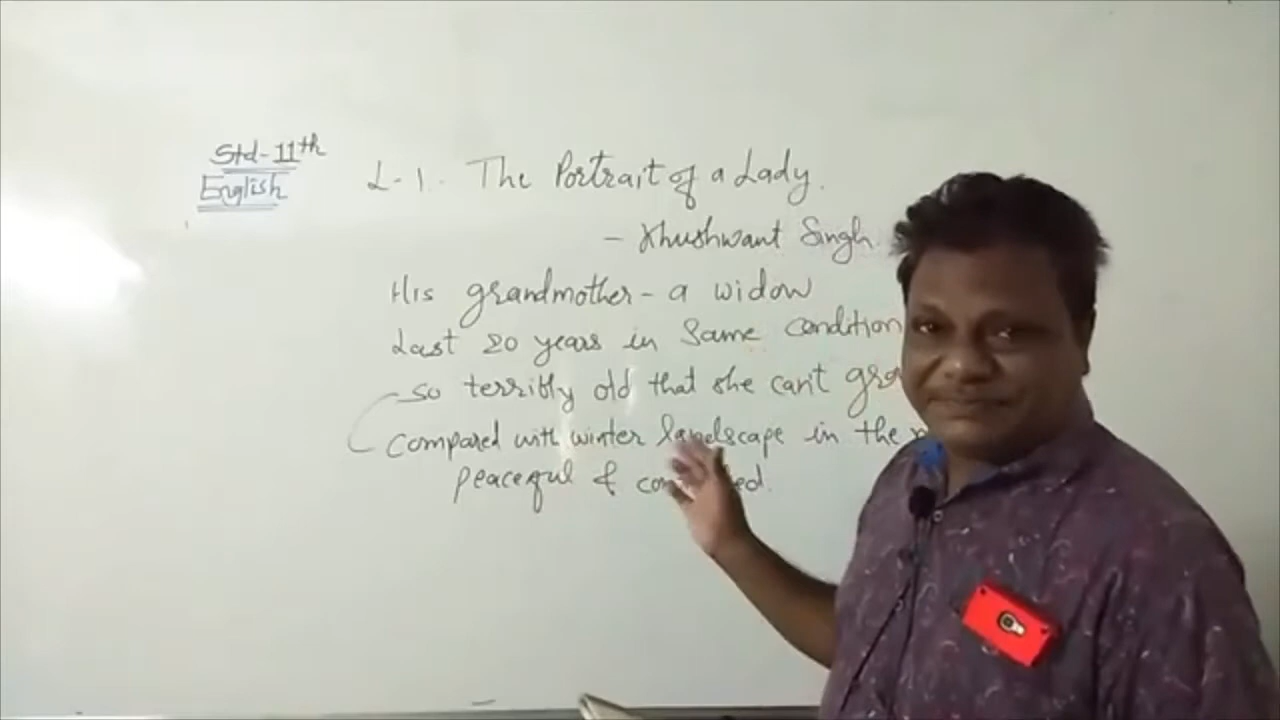 Std-11th
English
L-1. The Portrait of a Lady.
- Khushwant Singh.
His grandmother - a widow
Last 20 years in same condition
so terribly old that she can't
Compared with winter landscape in the
peaceful &